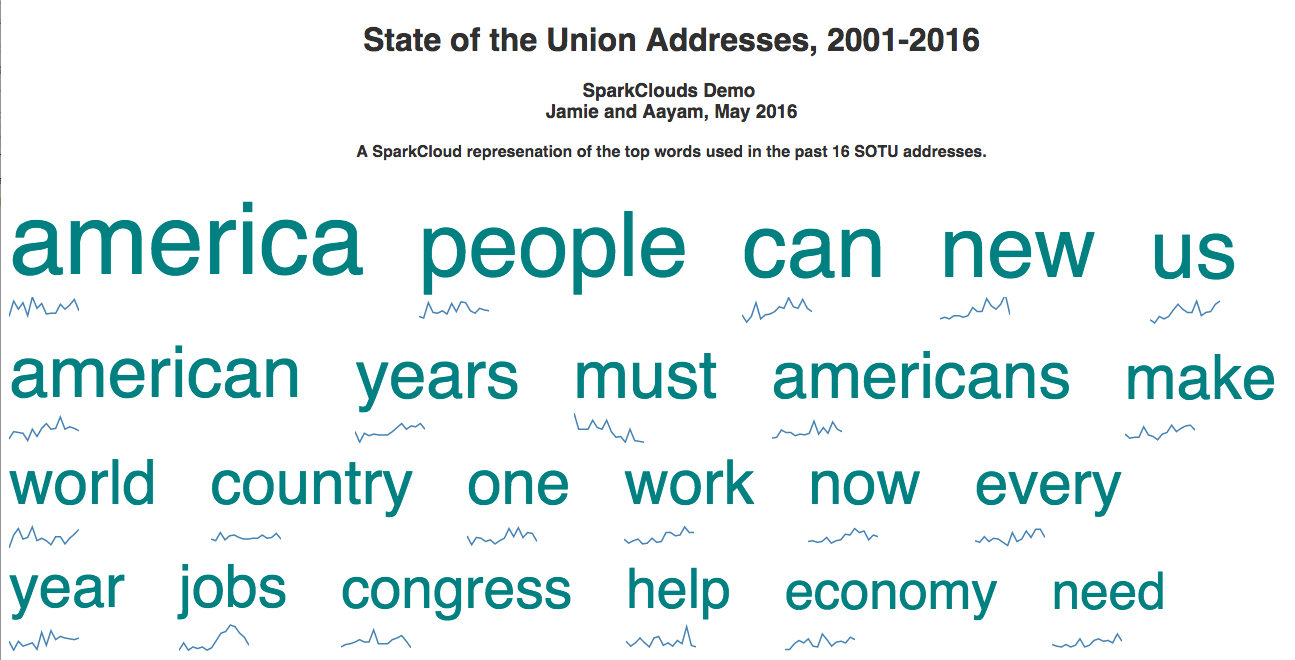 State of the Union Addresses, 2001-2016
SparkClouds Demo
Jamie and Aayam, May 2016
A SparkCloud represenation of the top words used in the past 16 SOTU addresses.
america people can new us
american years must americans make
world country one work now every
year jobs congress help economy need